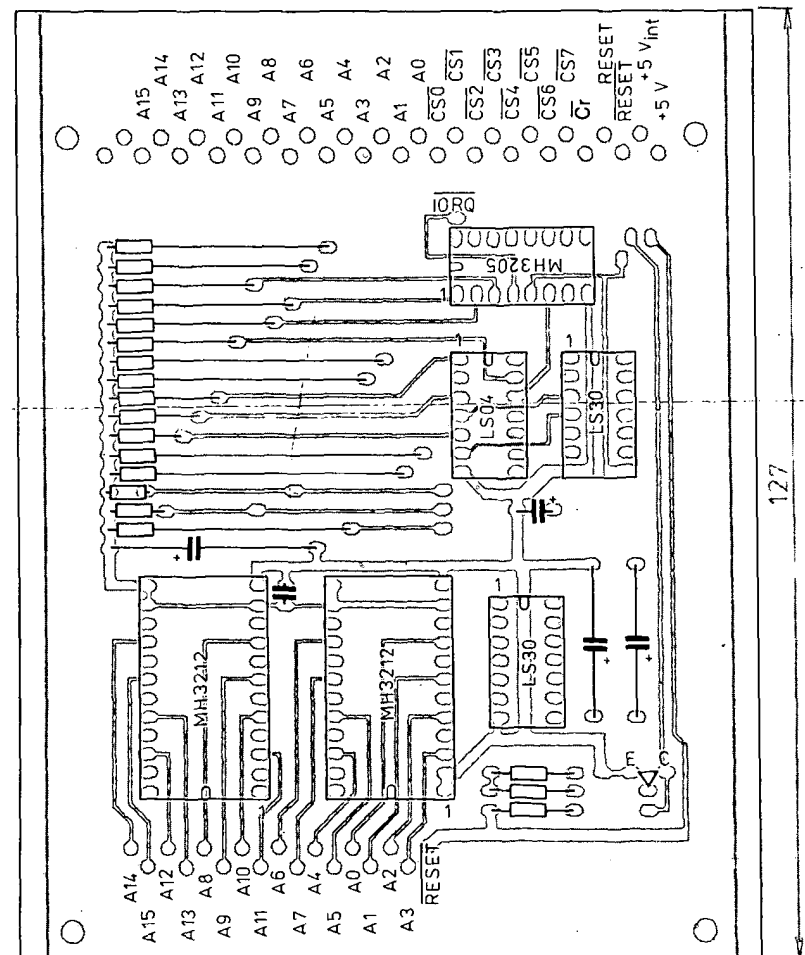 A15
A14
A13
A12
A11
A10
A9
A8
A7
A6
A5
A4
A3
A2
A1
A0
CS0
CS1
CS2
CS3
CS4
CS5
CS6
CS7
Cr
RESET
RESET
+5 V
+5 Vint
IORQ
MH3205
1
1
LS04
1
LS30
127
+
+
MH3212
MH3212
1
1
LS30
+
+
E
C
A14
A15
A12
A13
A8
A9
A10
A11
A6
A7
A4
A5
A0
A1
A2
A3
RESET